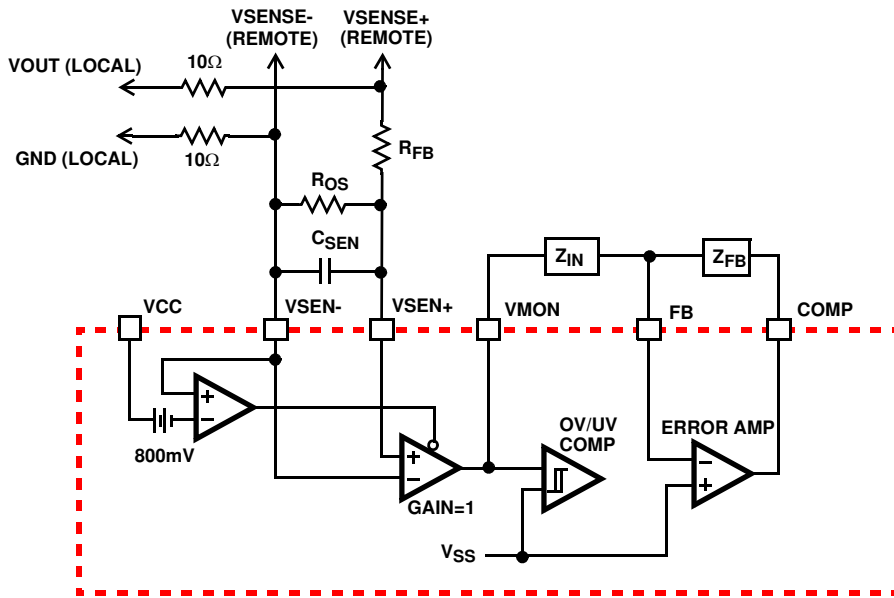 VSENSE-
(REMOTE)
VSENSE+
(REMOTE)
10Ω
VOUT (LOCAL)
GND (LOCAL)
10Ω
RFB
ROS
CSEN
ZIN
ZFB
VCC
VSEN-
VSEN+
VMON
FB
COMP
+
−
800mV
+
−
GAIN=1
OV/UV
COMP
ERROR AMP
−
+
VSS